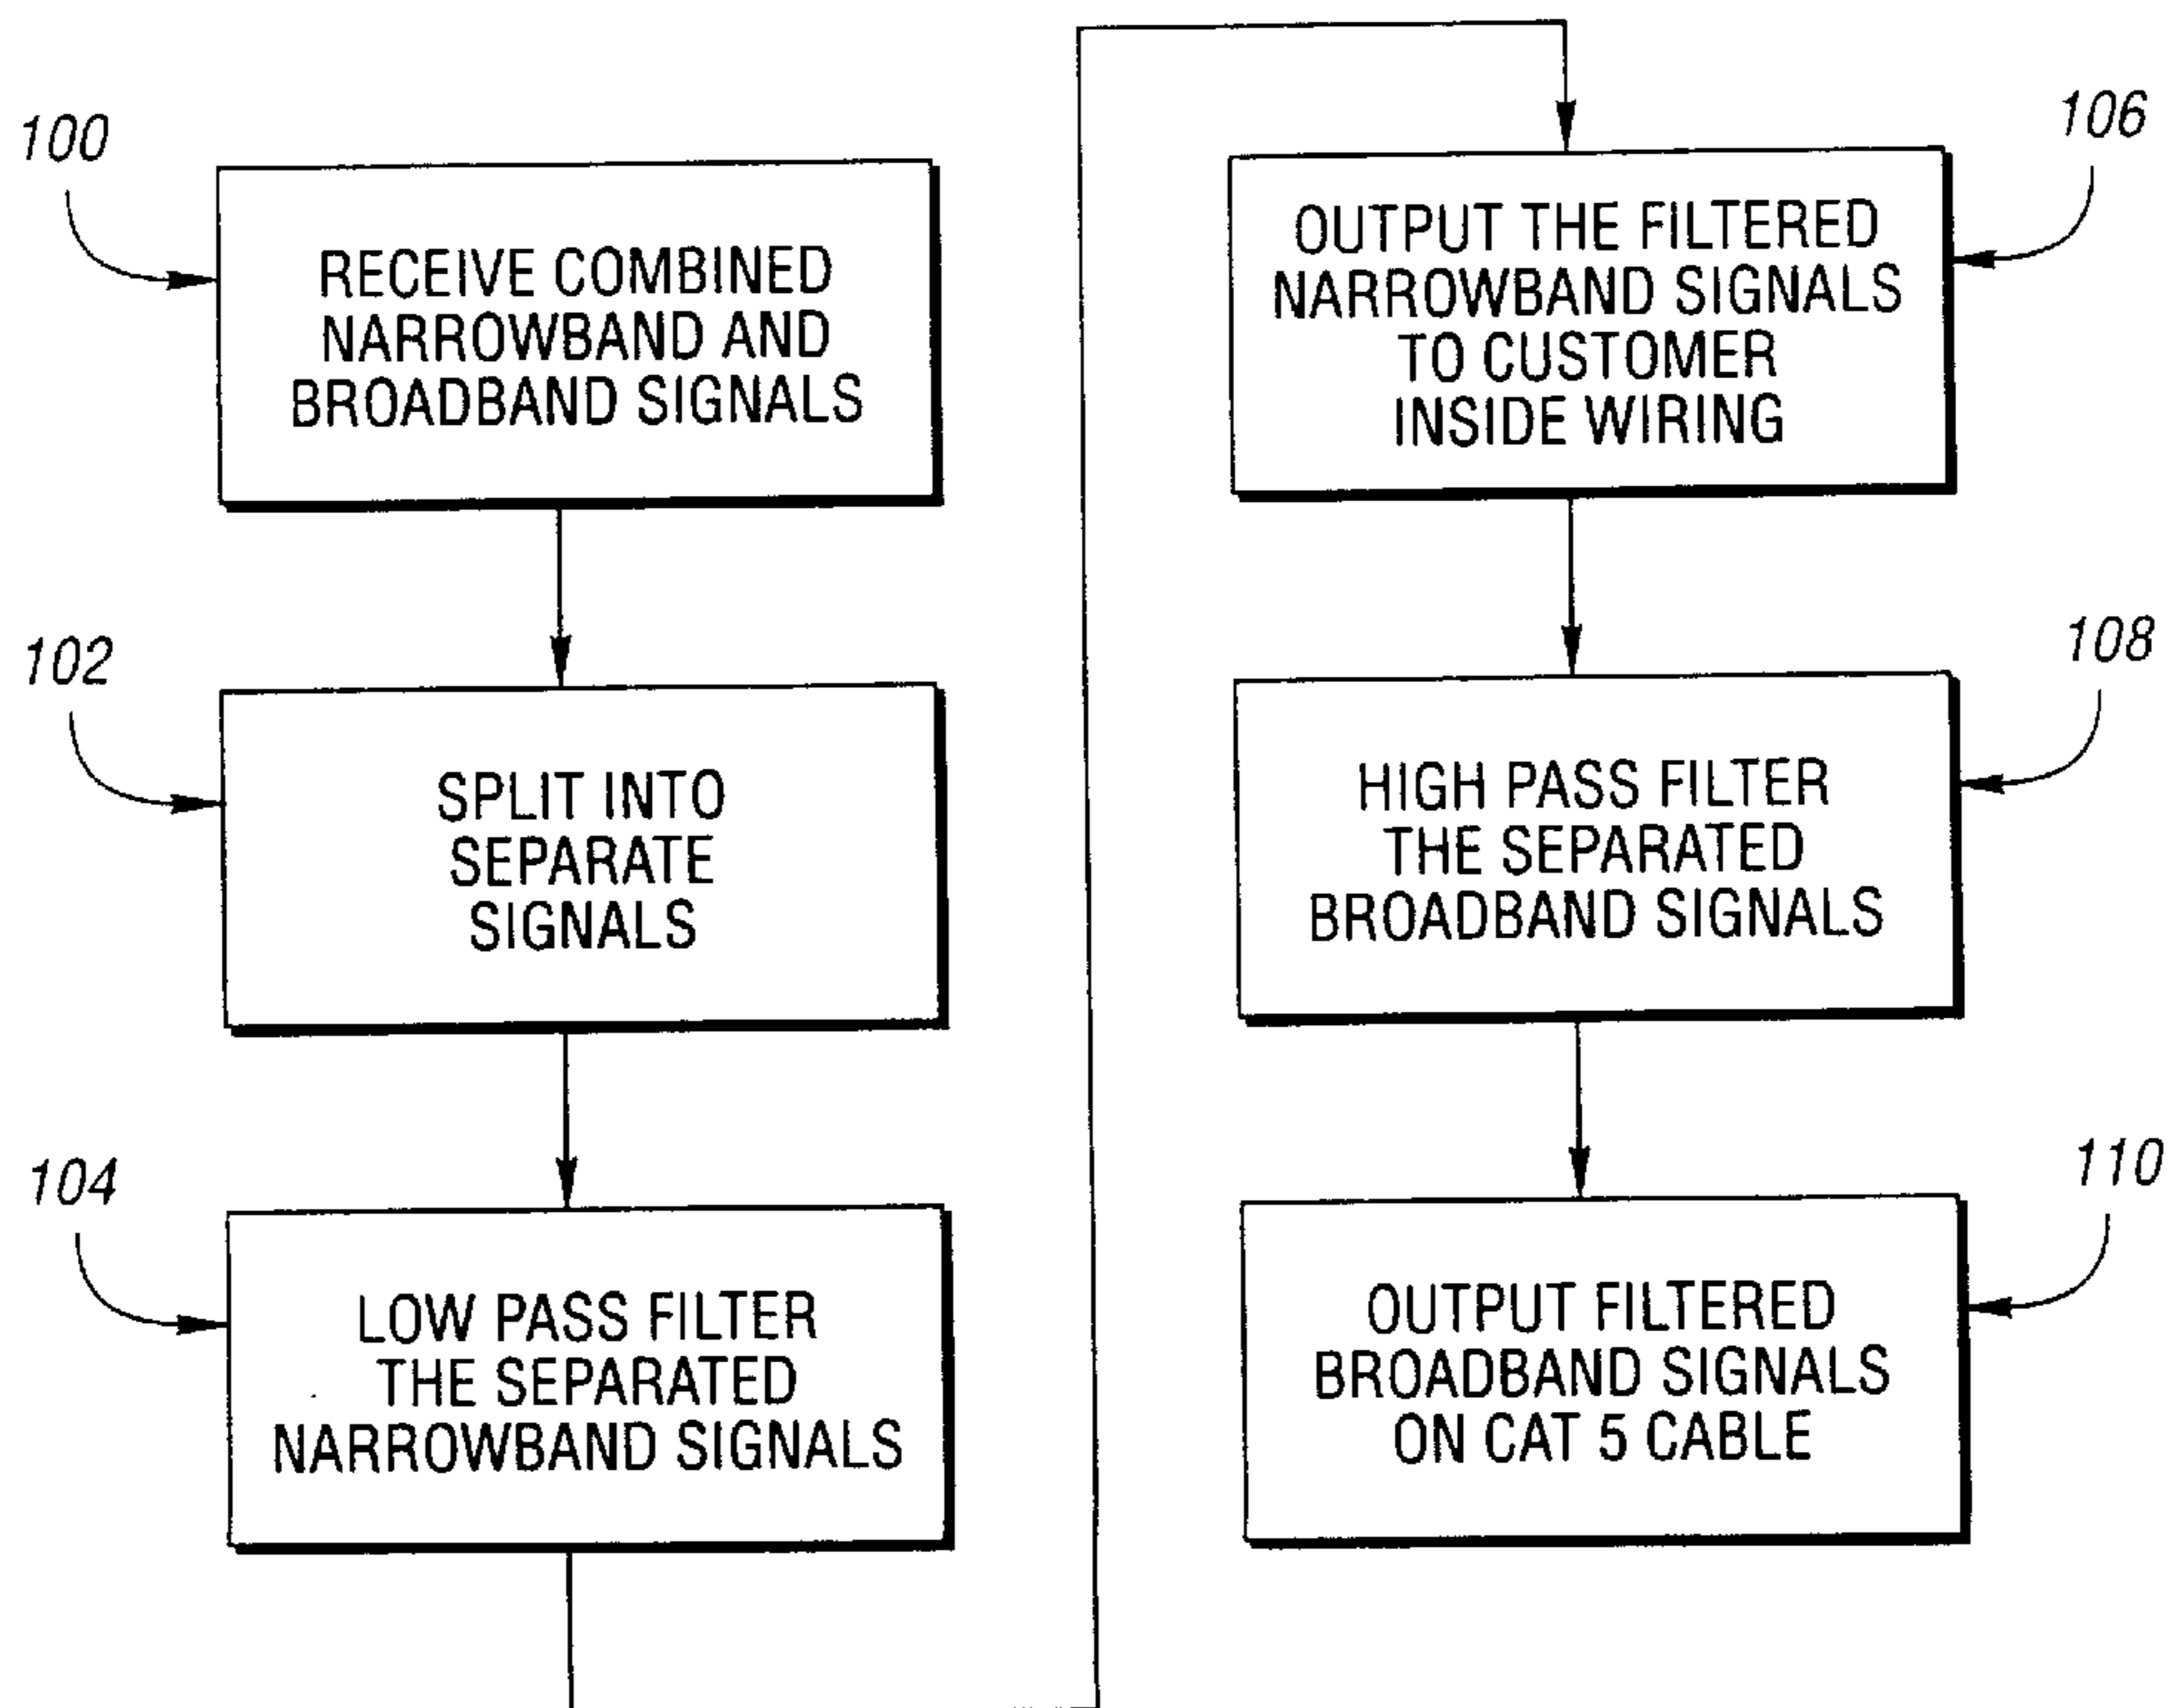 100
RECEIVE COMBINED
NARROWBAND AND
BROADBAND SIGNALS
102
SPLIT INTO
SEPARATE
SIGNALS
104
LOW PASS FILTER
THE SEPARATED
NARROWBAND SIGNALS
106
OUTPUT THE FILTERED
NARROWBAND SIGNALS
TO CUSTOMER
INSIDE WIRING
108
HIGH PASS FILTER
THE SEPARATED
BROADBAND SIGNALS
110
OUTPUT FILTERED
BROADBAND SIGNALS
ON CAT 5 CABLE